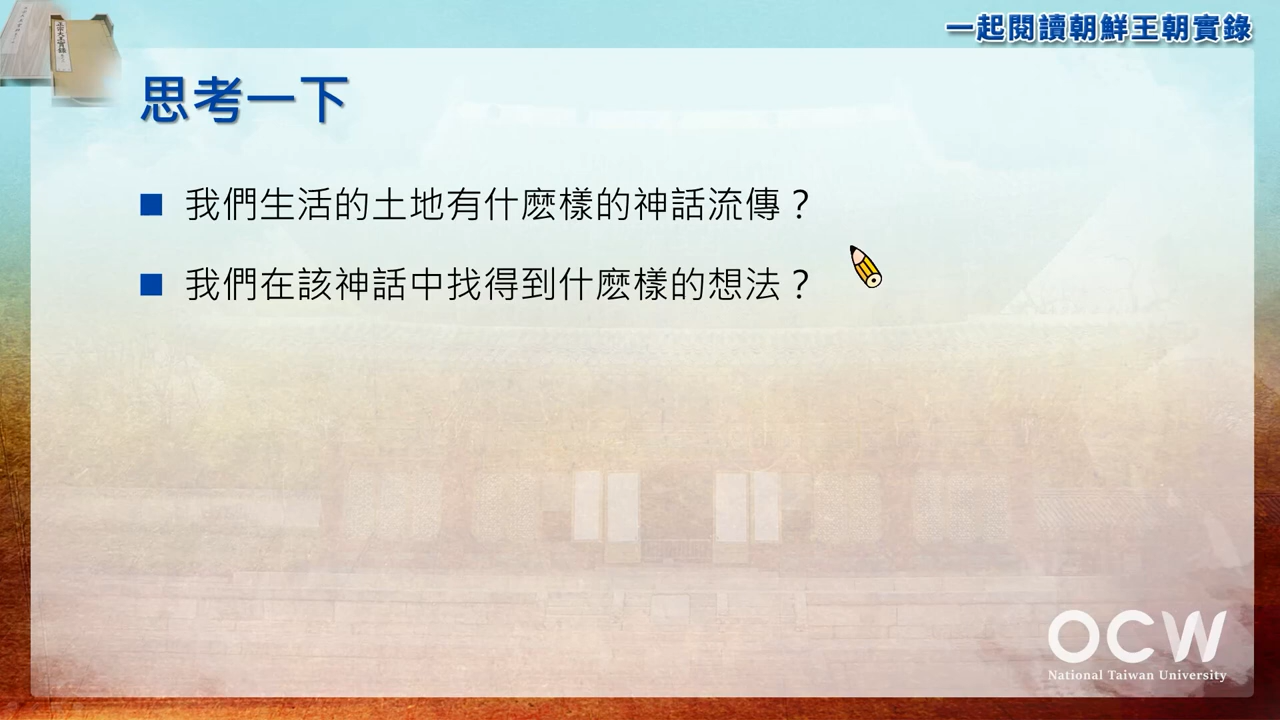 一起閱讀朝鮮王朝實錄
思考一下
我們生活的土地有什麼樣的神話流傳？
我們在該神話中找得到什麼樣的想法？
OCW
National Taiwan University